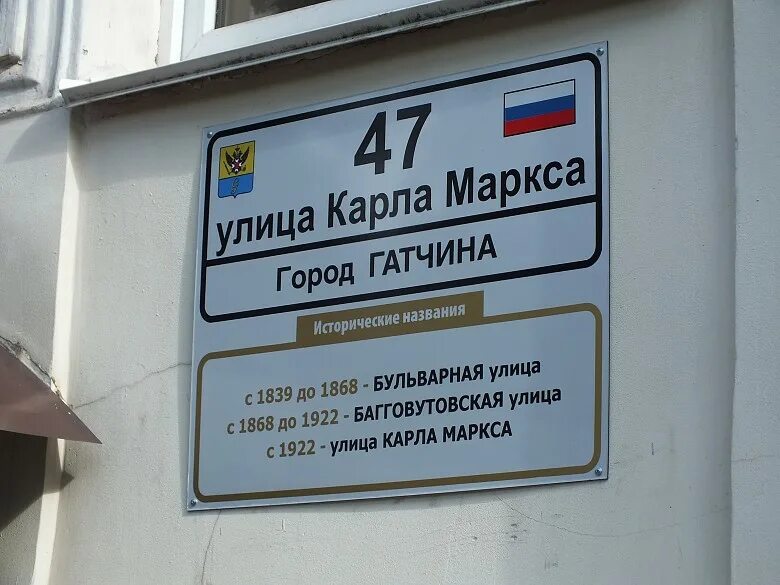 47
улица Карла Маркса
Город ГАТЧИНА
Исторические названия
с 1839 до 1868 - БУЛЬВАРНАЯ улица
с 1868 до 1922 - БАГГОВУТОВСКАЯ улица
с 1922 - улица КАРЛА МАРКСА